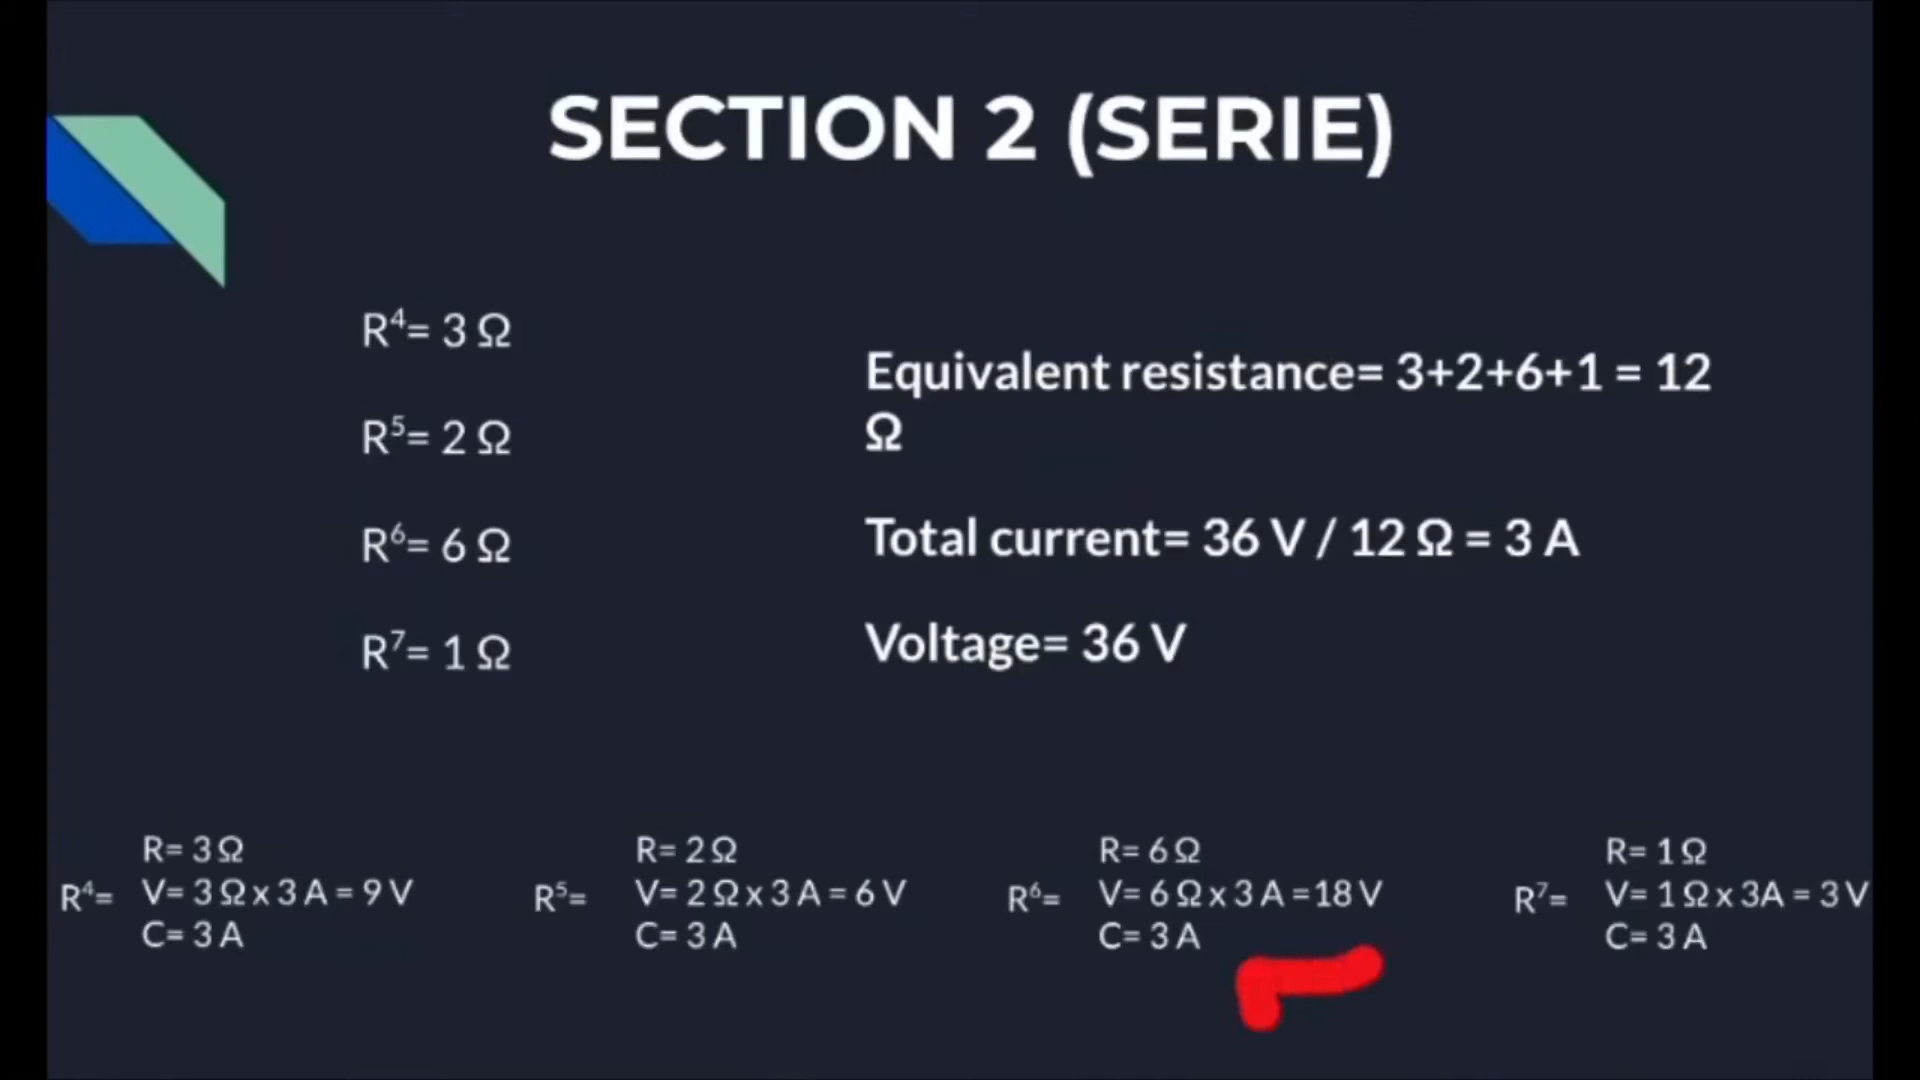 SECTION 2 (SERIE)
R⁴= 3 Ω
R⁵= 2 Ω
R⁶= 6 Ω
R⁷= 1 Ω
Equivalent resistance= 3+2+6+1 = 12
Ω
Total current= 36 V / 12 Ω = 3 A
Voltage= 36 V
R⁴=
R= 3 Ω
V= 3 Ω x 3 A = 9 V
C= 3 A
R⁵=
R= 2 Ω
V= 2 Ω x 3 A = 6 V
C= 3 A
R⁶=
R= 6 Ω
V= 6 Ω x 3 A =18 V
C= 3 A
R⁷=
R= 1 Ω
V= 1 Ω x 3A = 3 V
C= 3 A